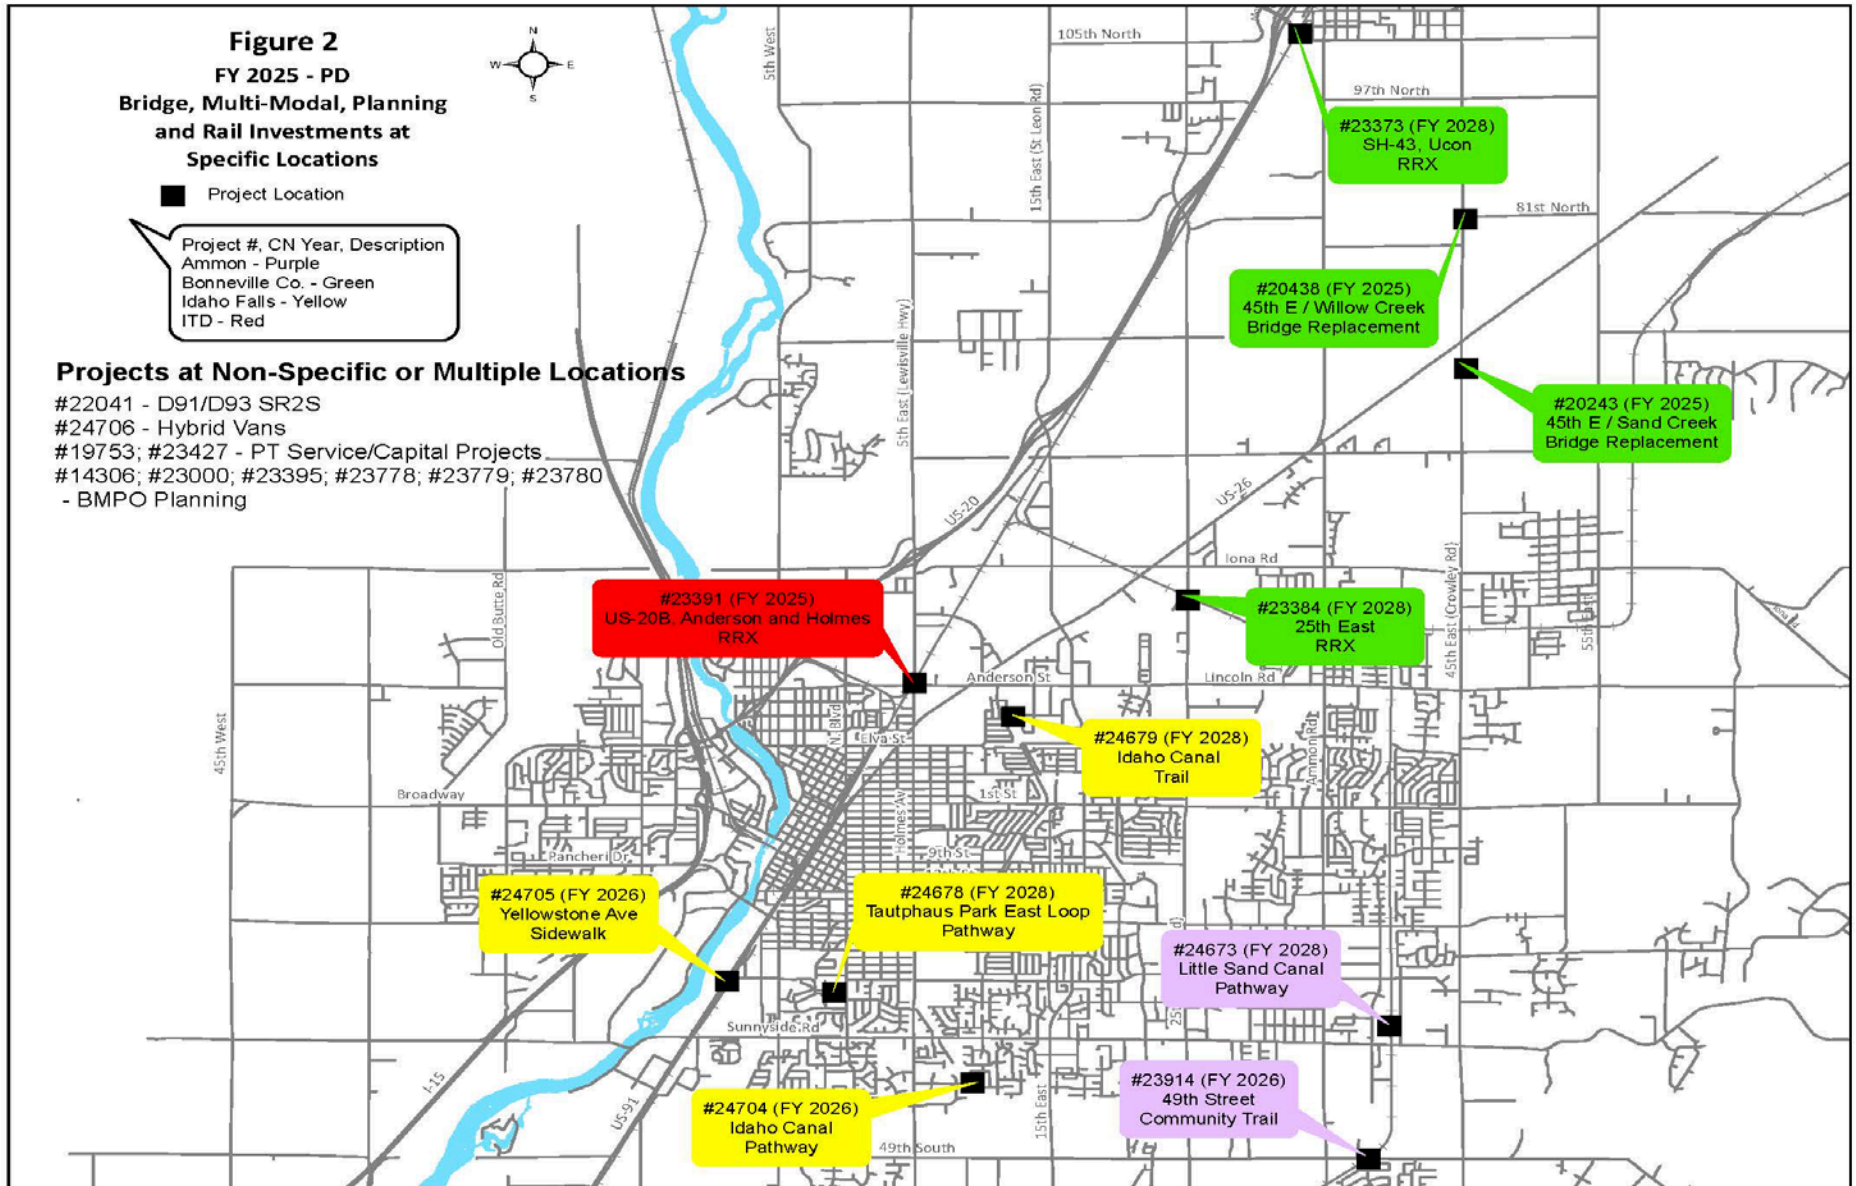 Figure 2
FY 2025 - PD
Bridge, Multi-Modal, Planning
and Rail Investments at
Specific Locations
Project Location
Project #, CN Year, Description
Ammon - Purple
Bonneville Co. - Green
Idaho Falls - Yellow
ITD - Red
Projects at Non-Specific or Multiple Locations
#22041 - D91/D93 SR2S
#24706 - Hybrid Vans
#19753; #23427 - PT Service/Capital Projects
#14306; #23000; #23395; #23778; #23779; #23780
- BMPO Planning
N
W
E
S
5th West
105th North
97th North
15th East (St Leon Rd)
#23373 (FY 2028)
SH-43, Ucon
RRX
81st North
#20438 (FY 2025)
45th E / Willow Creek
Bridge Replacement
5th East (Lewisville Hwy)
#20243 (FY 2025)
45th E / Sand Creek
Bridge Replacement
US-20
US-26
Iona Rd
Old Butte Rd
#23391 (FY 2025)
US-20B, Anderson and Holmes
RRX
#23384 (FY 2028)
25th East
RRX
45th East (Crowley Rd)
55th East
Iona Rd
Anderson St
Lincoln Rd
45th West
N. Blvd
Elva St
#24679 (FY 2028)
Idaho Canal
Trail
Ammon Rd
Broadway
1st St
Holmes Av
Pancheri Dr
9th St
#24705 (FY 2026)
Yellowstone Ave
Sidewalk
#24678 (FY 2028)
Tautphaus Park East Loop
Pathway
#24673 (FY 2028)
Little Sand Canal
Pathway
Sunnyside Rd
I-15
US-91
#24704 (FY 2026)
Idaho Canal
Pathway
15th East
#23914 (FY 2026)
49th Street
Community Trail
49th South